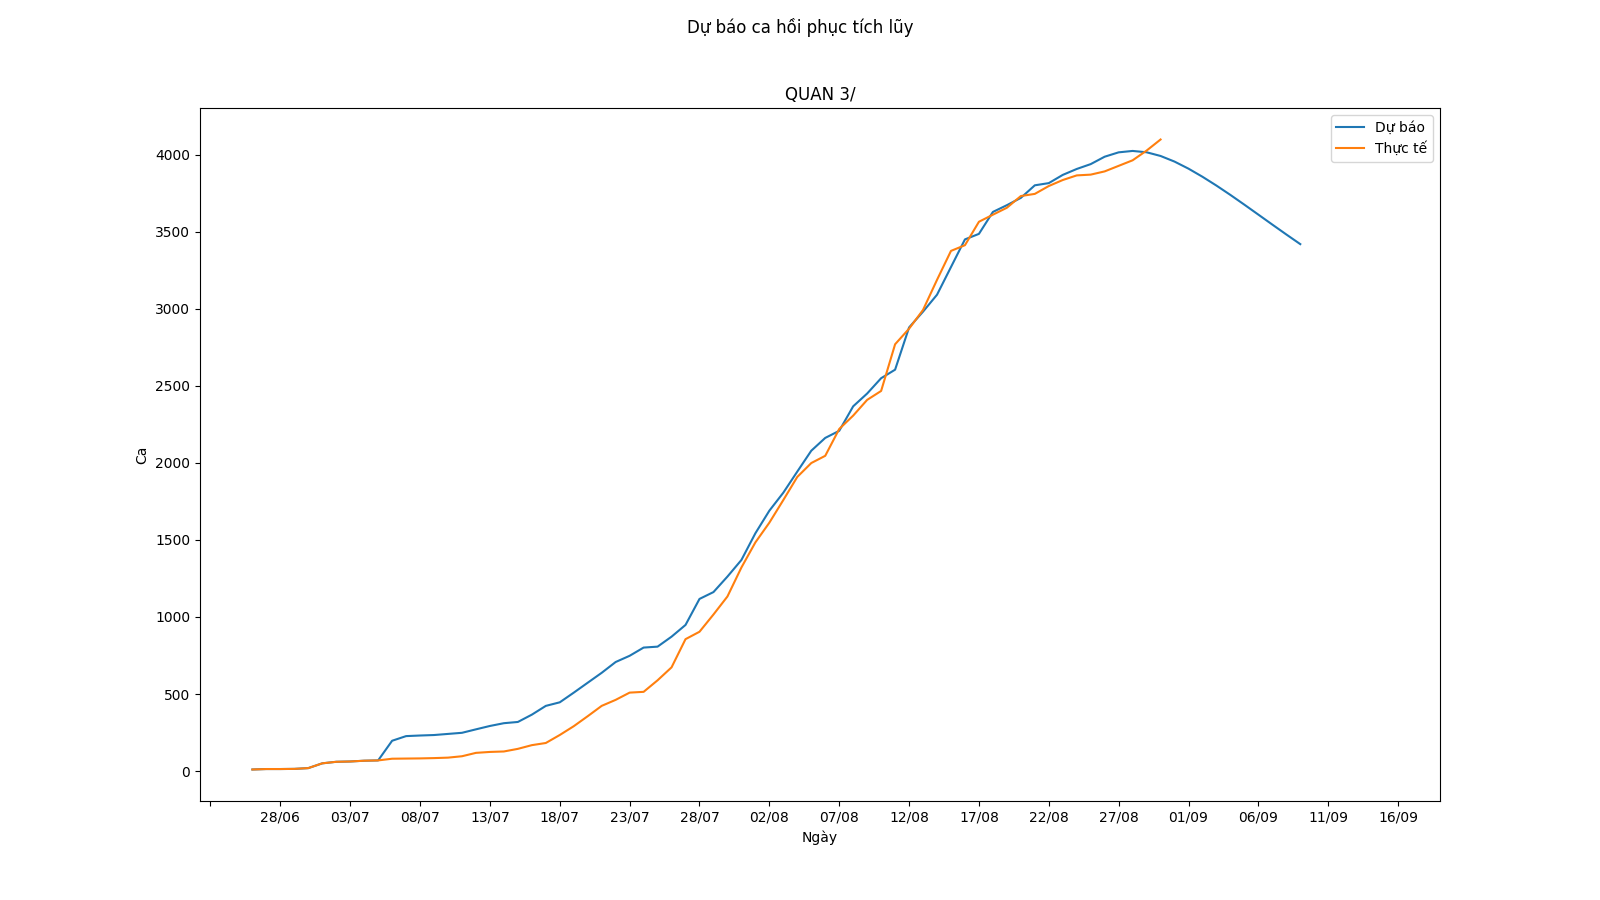 Dự báo ca hồi phục tích lũy
QUAN 3/
Dự báo
Thực tế
4000
3500
3000
2500
2000
1500
1000
500
0
Ca
28/06 03/07 08/07 13/07 18/07 23/07 28/07 02/08 07/08 12/08 17/08 22/08 27/08 01/09 06/09 11/09 16/09
Ngày